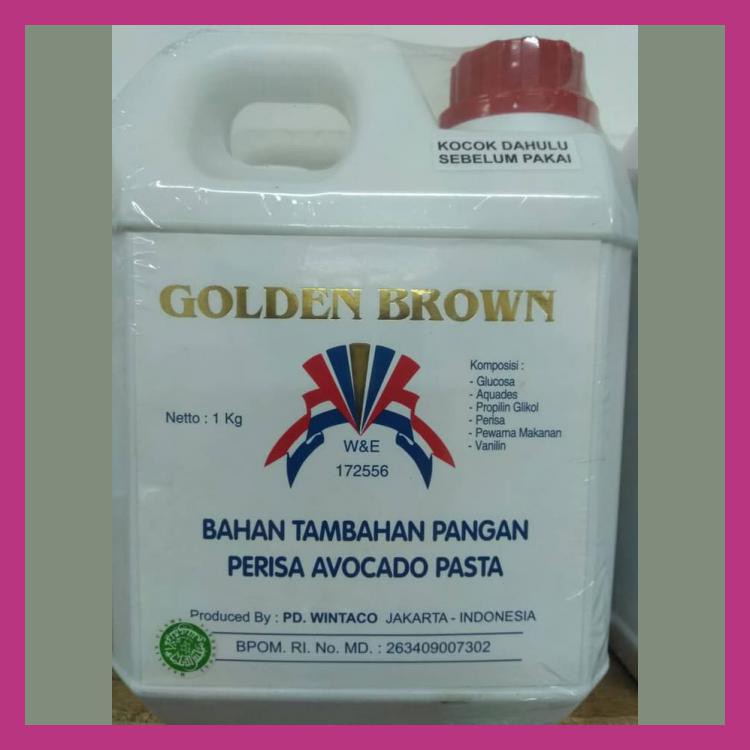 KOCOK DAHULU
SEBELUM PAKAI
GOLDEN BROWN
Komposisi :
- Glucosa
- Aquades
- Propilin Glikol
- Perisa
- Pewarna Makanan
- Vanilin
Netto : 1 Kg
W&E
172556
BAHAN TAMBAHAN PANGAN
PERISA AVOCADO PASTA
Produced By : PD. WINTACO JAKARTA - INDONESIA
BPOM. RI. No. MD. : 263409007302